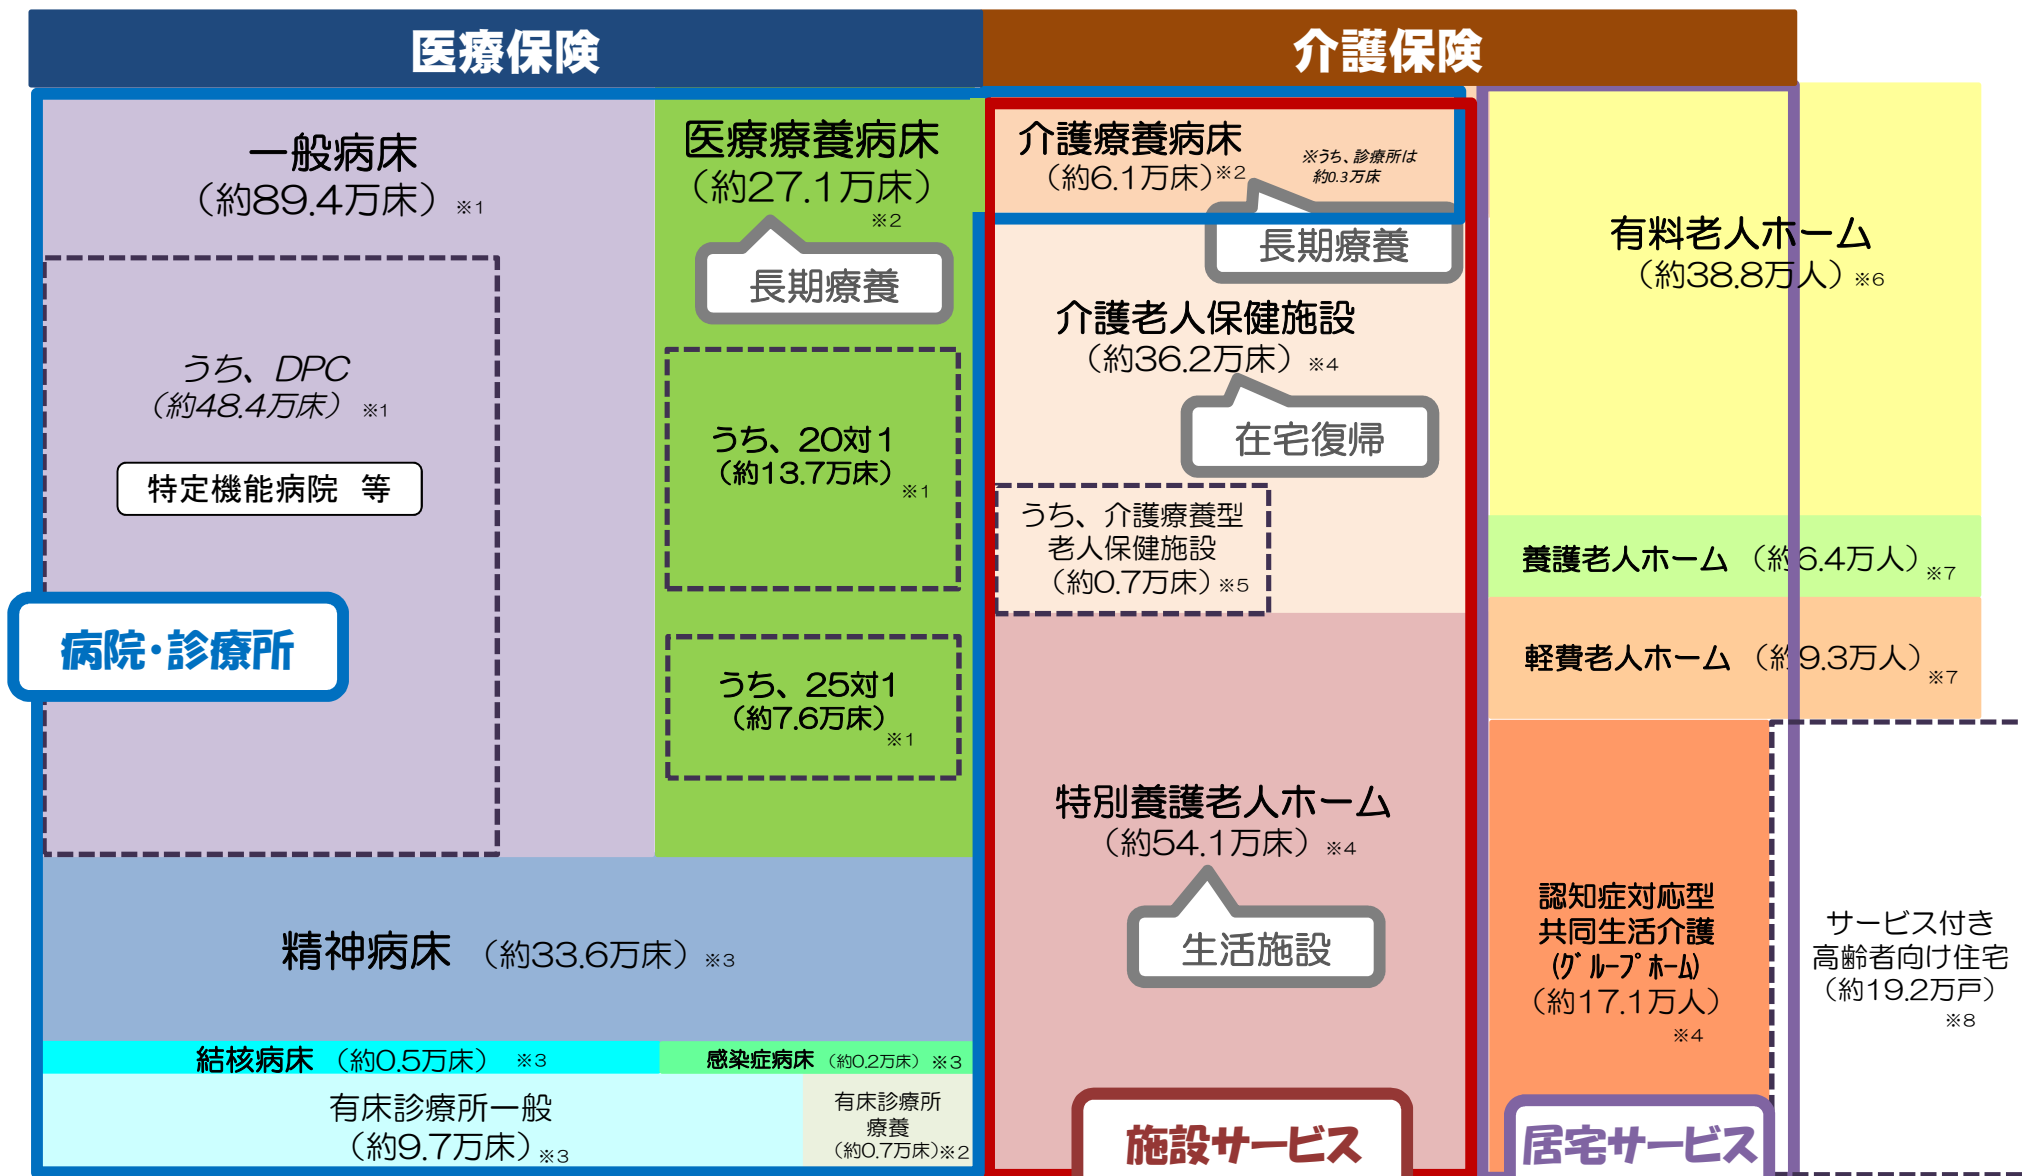 医療保険
介護保険
一般病床
（約89.4万床）※1
うち、DPC
（約48.4万床）※1
特定機能病院　等
病院・診療所
医療療養病床
（約27.1万床）
※2
長期療養
うち、20対1
（約13.7万床）
※1
うち、25対1
（約7.6万床）
※1
精神病床（約33.6万床）※3
結核病床（約0.5万床）※3
感染症病床（約0.2万床）※3
有床診療所一般
（約9.7万床）※3
有床診療所
療養
（約0.7万床）※2
介護療養病床
（約6.1万床）※2
※うち、診療所は
約0.3万床
長期療養
介護老人保健施設
（約36.2万床）※4
在宅復帰
うち、介護療養型
老人保健施設
（約0.7万床）※5
特別養護老人ホーム
（約54.1万床）※4
生活施設
施設サービス
有料老人ホーム
（約38.8万人）※6
養護老人ホーム（約6.4万人）※7
軽費老人ホーム（約9.3万人）※7
認知症対応型
共同生活介護
(ｸﾞﾙｰﾌﾟﾎｰﾑ)
（約17.1万人）
※4
居宅サービス
サービス付き
高齢者向け住宅
（約19.2万戸）
※8